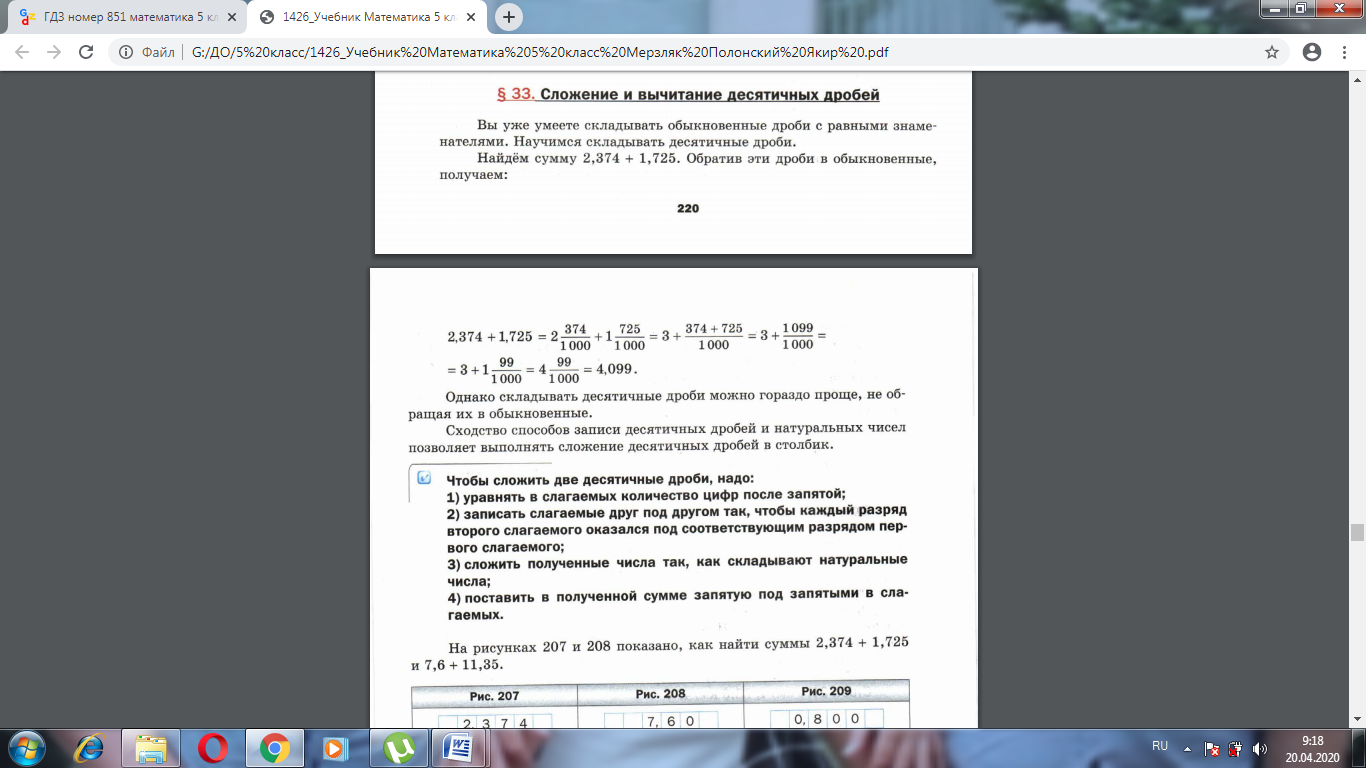 ГДЗ номер 851 математика 5 кл
1426_Учебник Математика 5 кл
Файл
G:/ДО/5%20класс/1426_Учебник%20Математика%205%20класс%20Мерзляк%20Полонский%20Якир%20.pdf
§ 33. Сложение и вычитание десятичных дробей
Вы уже умеете складывать обыкновенные дроби с равными знаме-
нателями. Научимся складывать десятичные дроби.
Найдём сумму 2,374 + 1,725. Обратив эти дроби в обыкновенные,
получаем:
220
2,374 + 1,725 = 2 374/1000 + 1 725/1000 = 3 + (374 + 725)/1000 = 3 + 1099/1000 =
= 3 + 1 99/1000 = 4 99/1000 = 4,099.
Однако складывать десятичные дроби можно гораздо проще, не об-
ращая их в обыкновенные.
Сходство способов записи десятичных дробей и натуральных чисел
позволяет выполнять сложение десятичных дробей в столбик.
Чтобы сложить две десятичные дроби, надо:
1) уравнять в слагаемых количество цифр после запятой;
2) записать слагаемые друг под другом так, чтобы каждый разряд
второго слагаемого оказался под соответствующим разрядом пер-
вого слагаемого;
3) сложить полученные числа так, как складывают натуральные
числа;
4) поставить в полученной сумме запятую под запятыми в сла-
гаемых.
На рисунках 207 и 208 показано, как найти суммы 2,374 + 1,725
и 7,6 + 11,35.
Рис. 207 Рис. 208 Рис. 209
2,374 7,60 0,800
RU
9:18
20.04.2020